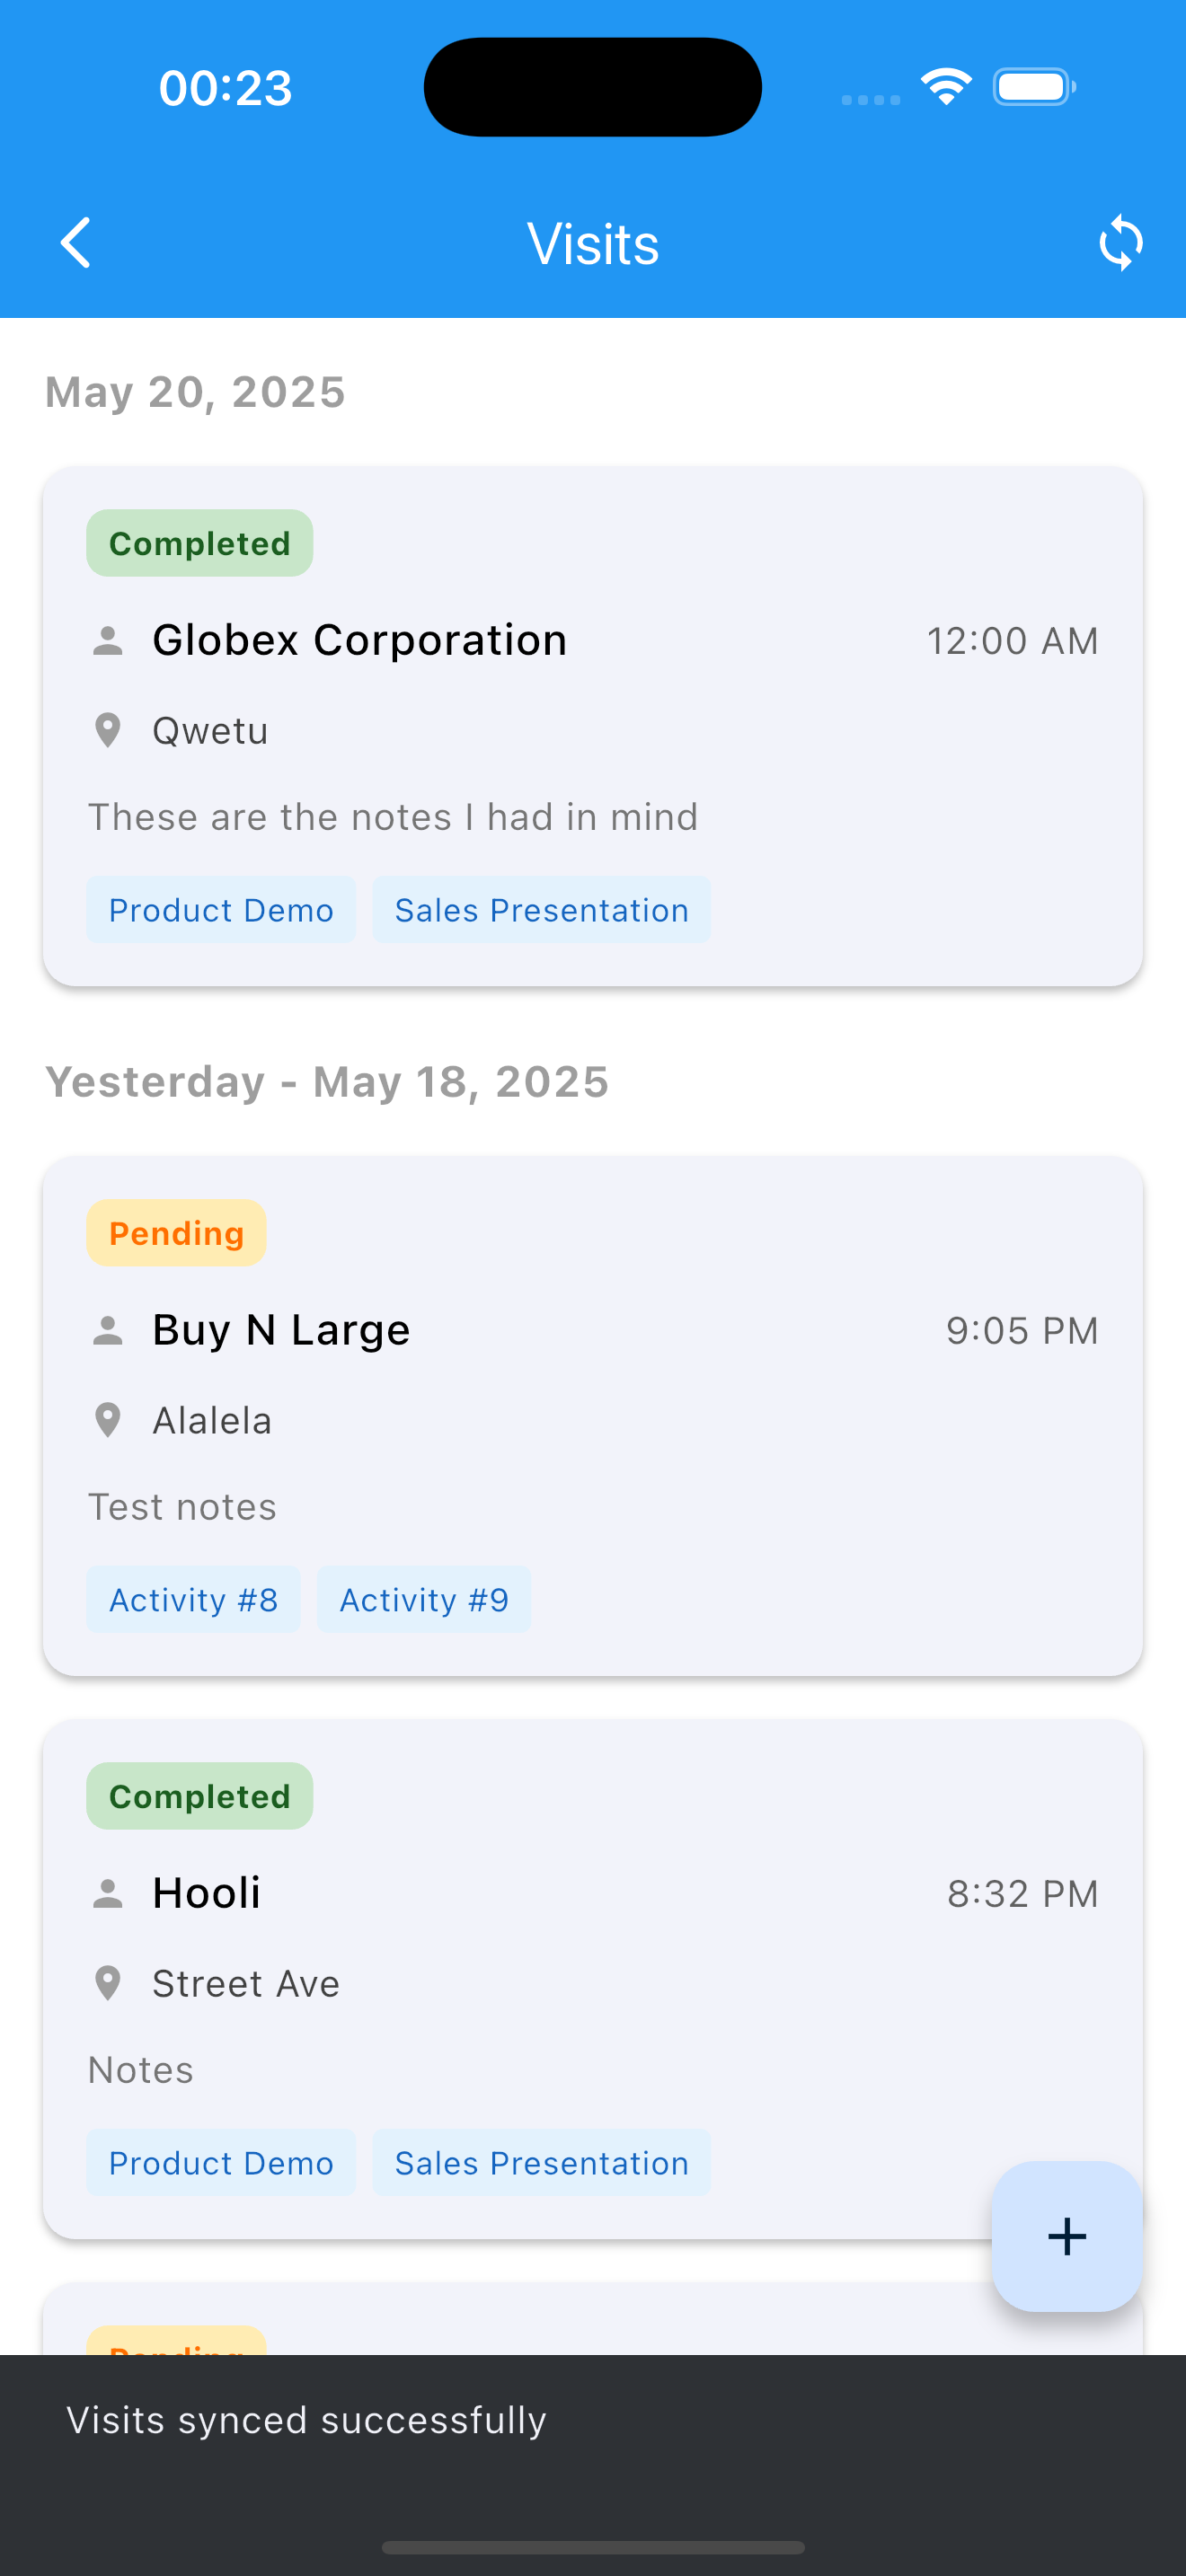 00:23
Visits
May 20, 2025
Completed
Globex Corporation 12:00 AM
Qwetu
These are the notes I had in mind
Product Demo Sales Presentation
Yesterday - May 18, 2025
Pending
Buy N Large 9:05 PM
Alalela
Test notes
Activity #8 Activity #9
Completed
Hooli 8:32 PM
Street Ave
Notes
Product Demo Sales Presentation
Pending
Visits synced successfully